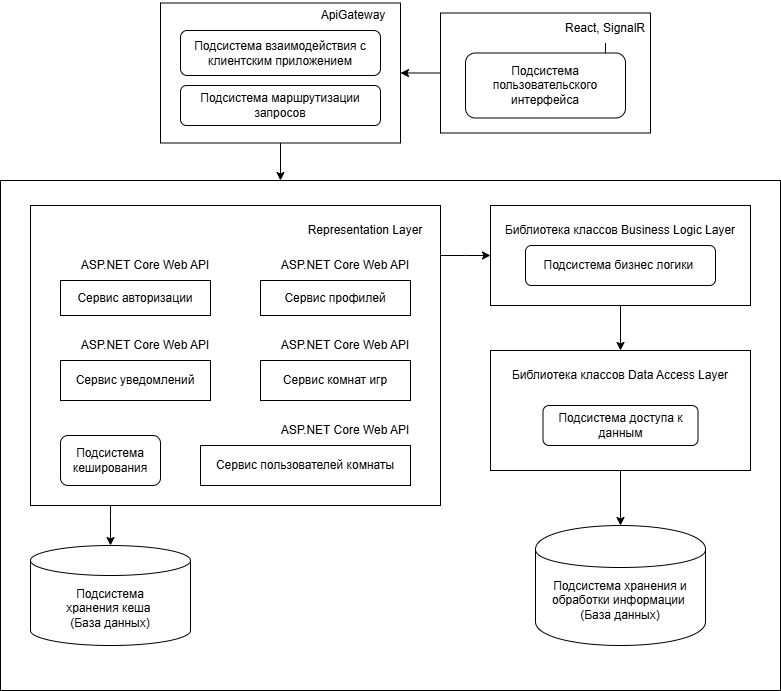 ApiGateway
Подсистема взаимодействия с
клиентским приложением
Подсистема маршрутизации
запросов
React, SignalR
Подсистема
пользовательского
интерфейса
Representation Layer
ASP.NET Core Web API
Сервис авторизации
ASP.NET Core Web API
Сервис профилей
ASP.NET Core Web API
Сервис уведомлений
ASP.NET Core Web API
Сервис комнат игр
Подсистема
кеширования
ASP.NET Core Web API
Сервис пользователей комнаты
Библиотека классов Business Logic Layer
Подсистема бизнес логики
Библиотека классов Data Access Layer
Подсистема доступа к
данным
Подсистема
хранения кеша
(База данных)
Подсистема хранения и
обработки информации
(База данных)